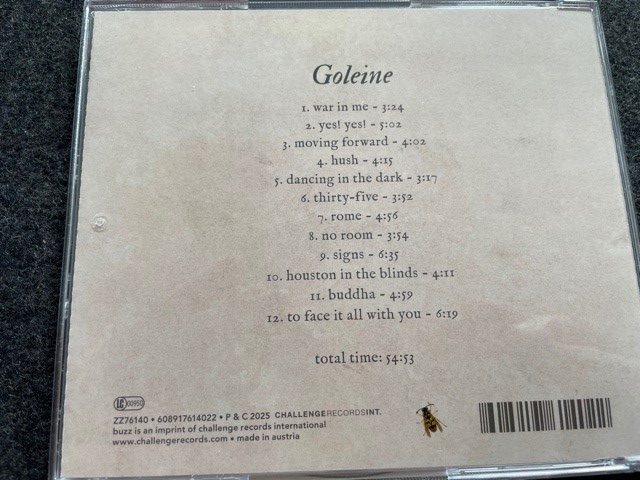 Goleine
1. war in me - 3:24
2. yes! yes! - 5:02
3. moving forward - 4:02
4. hush - 4:15
5. dancing in the dark - 3:17
6. thirty-five - 3:52
7. rome - 4:56
8. no room - 3:54
9. signs - 6:35
10. houston in the blinds - 4:11
11. buddha - 4:59
12. to face it all with you - 6:19
total time: 54:53
LC 00950
ZZ76140 • 608917614022 • P & C 2025 CHALLENGERECORDSINT.
buzz is an imprint of challenge records international
www.challengerecords.com • made in austria